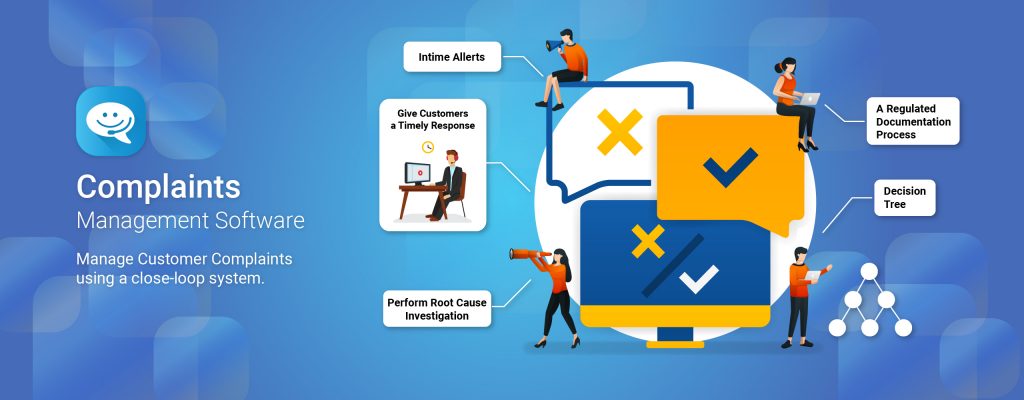 Complaints
Management Software
Manage Customer Complaints
using a close-loop system.
Intime Allerts
Give Customers
a Timely Response
Perform Root Cause
Investigation
A Regulated
Documentation
Process
Decision
Tree